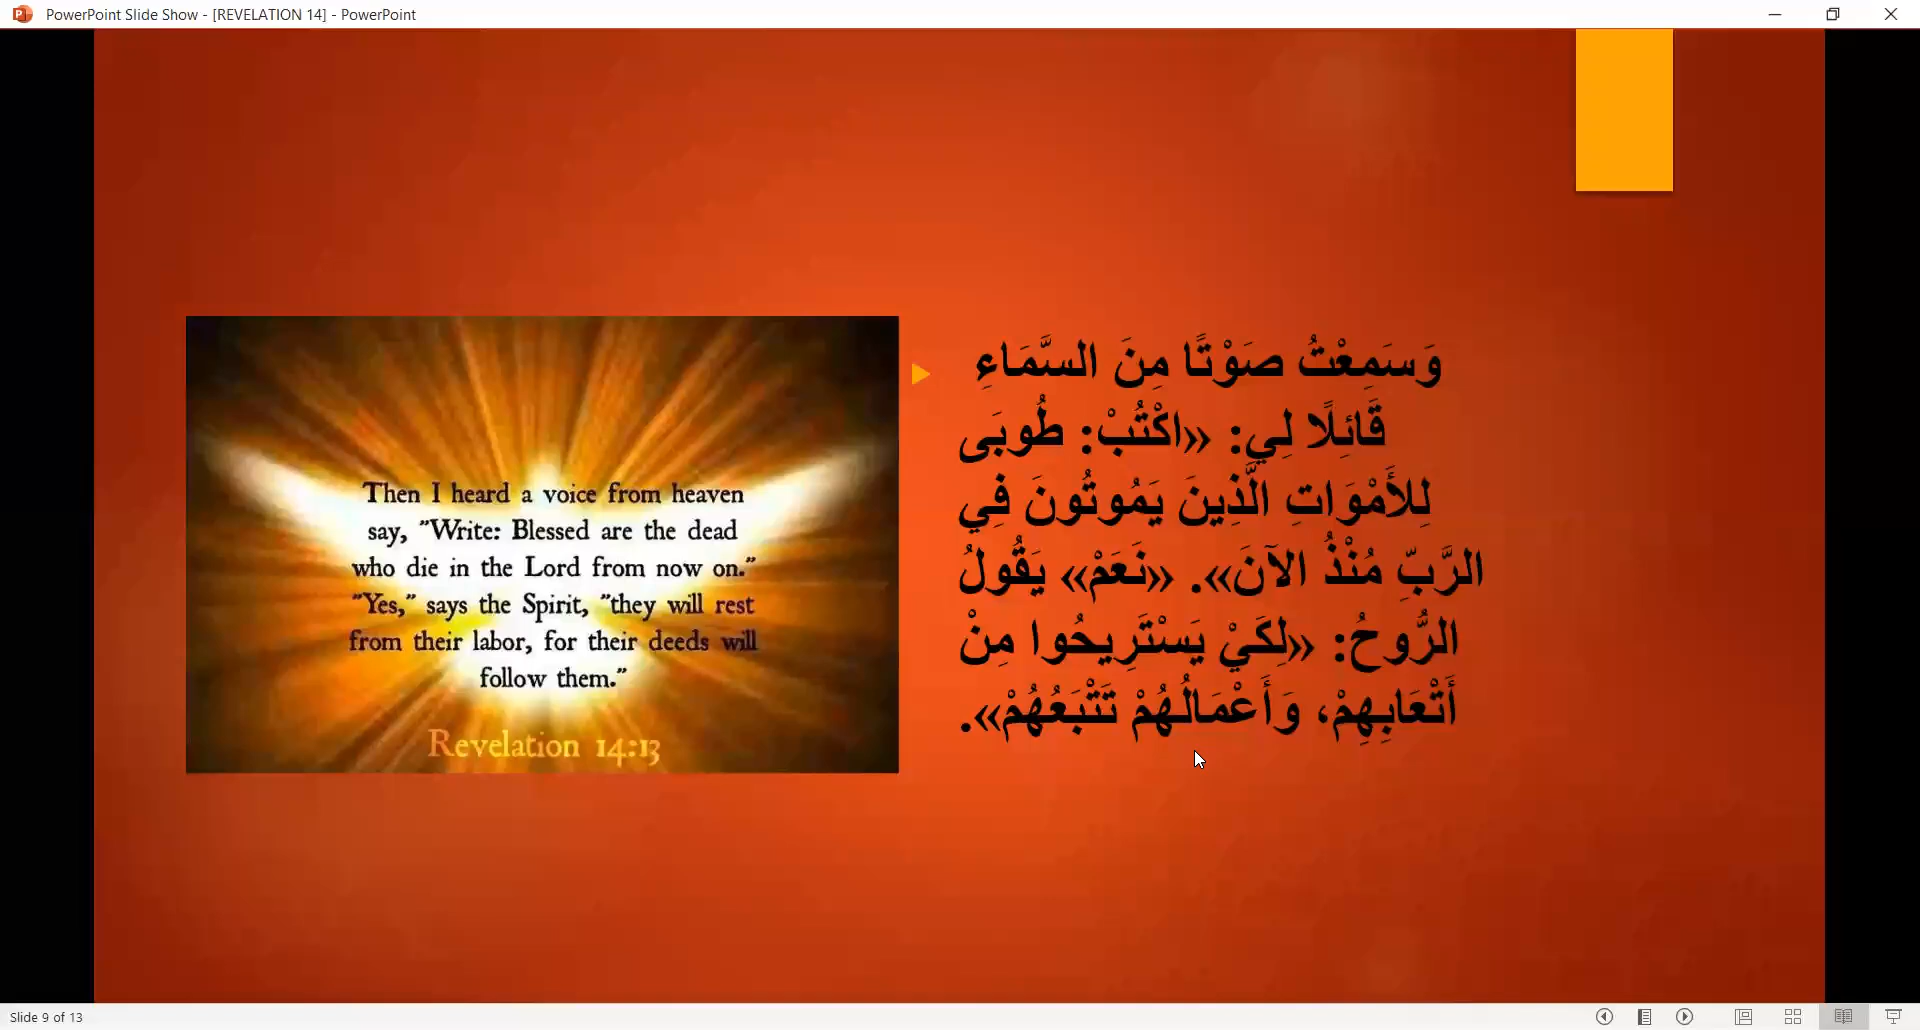 PowerPoint Slide Show - [REVELATION 14] - PowerPoint
Then I heard a voice from heaven
say, "Write: Blessed are the dead
who die in the Lord from now on."
"Yes," says the Spirit, "they will rest
from their labor, for their deeds will
follow them."
Revelation 14:13
وَسَمِعْتُ صَوْتًا مِنَ السَّمَاءِ
قَائِلًا لِي: «اكْتُبْ: طُوبَى
لِلأَمْوَاتِ الَّذِينَ يَمُوتُونَ فِي
الرَّبِّ مُنْذُ الآنَ». «نَعَمْ» يَقُولُ
الرُّوحُ: «لِكَيْ يَسْتَرِيحُوا مِنْ
أَتْعَابِهِمْ، وَأَعْمَالُهُمْ تَتْبَعُهُمْ».
Slide 9 of 13